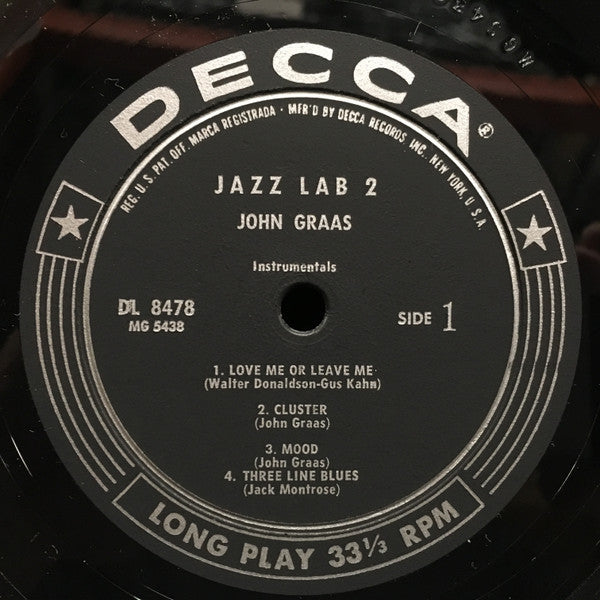 DECCA®
REG. U. S. PAT. OFF. MARCA REGISTRADA · MFR'D BY DECCA RECORDS, INC., NEW YORK, U. S. A.
JAZZ LAB 2
JOHN GRAAS
Instrumentals
DL 8478
MG 5438
SIDE 1
1. LOVE ME OR LEAVE ME
(Walter Donaldson-Gus Kahn)
2. CLUSTER
(John Graas)
3. MOOD
(John Graas)
4. THREE LINE BLUES
(Jack Montrose)
LONG PLAY 33⅓ RPM